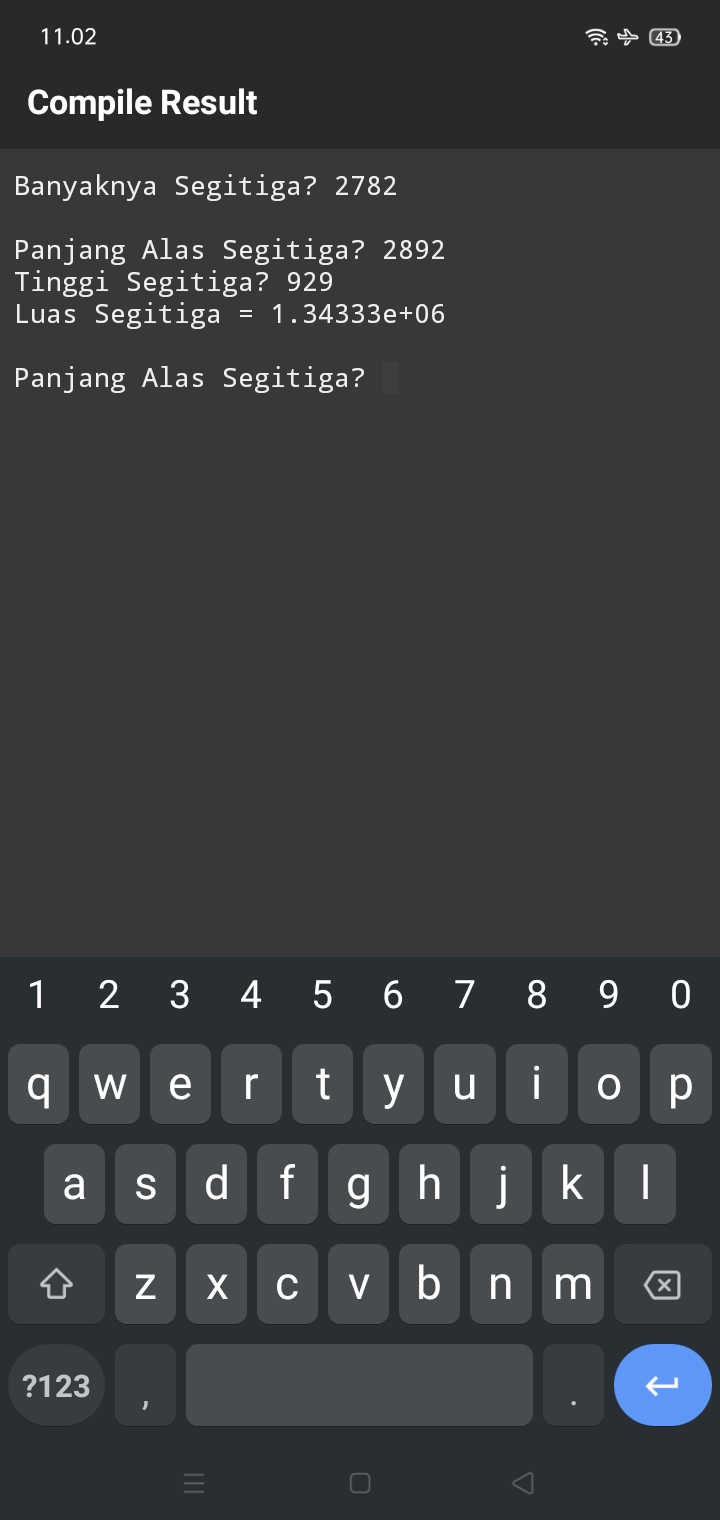 11.02
43
Compile Result
Banyaknya Segitiga? 2782
Panjang Alas Segitiga? 2892
Tinggi Segitiga? 929
Luas Segitiga = 1.34333e+06
Panjang Alas Segitiga?
1 2 3 4 5 6 7 8 9 0
q w e r t y u i o p
a s d f g h j k l
z x c v b n m
?123 , .